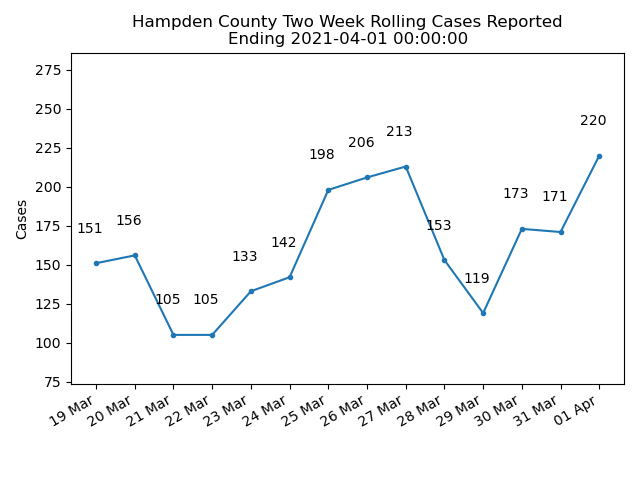 Hampden County Two Week Rolling Cases Reported
Ending 2021-04-01 00:00:00
275
250
225
200
175
150
125
100
75
Cases
151
156
105
105
133
142
198
206
213
153
119
173
171
220
19 Mar
20 Mar
21 Mar
22 Mar
23 Mar
24 Mar
25 Mar
26 Mar
27 Mar
28 Mar
29 Mar
30 Mar
31 Mar
01 Apr